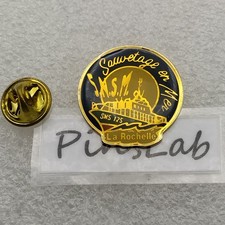 Sauvetage en Mer
S.N.S.M.
SNS 175
La Rochelle
PinsLab